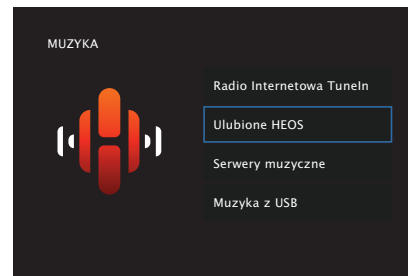 MUZYKA
Radio Internetowa TuneIn
Ulubione HEOS
Serwery muzyczne
Muzyka z USB